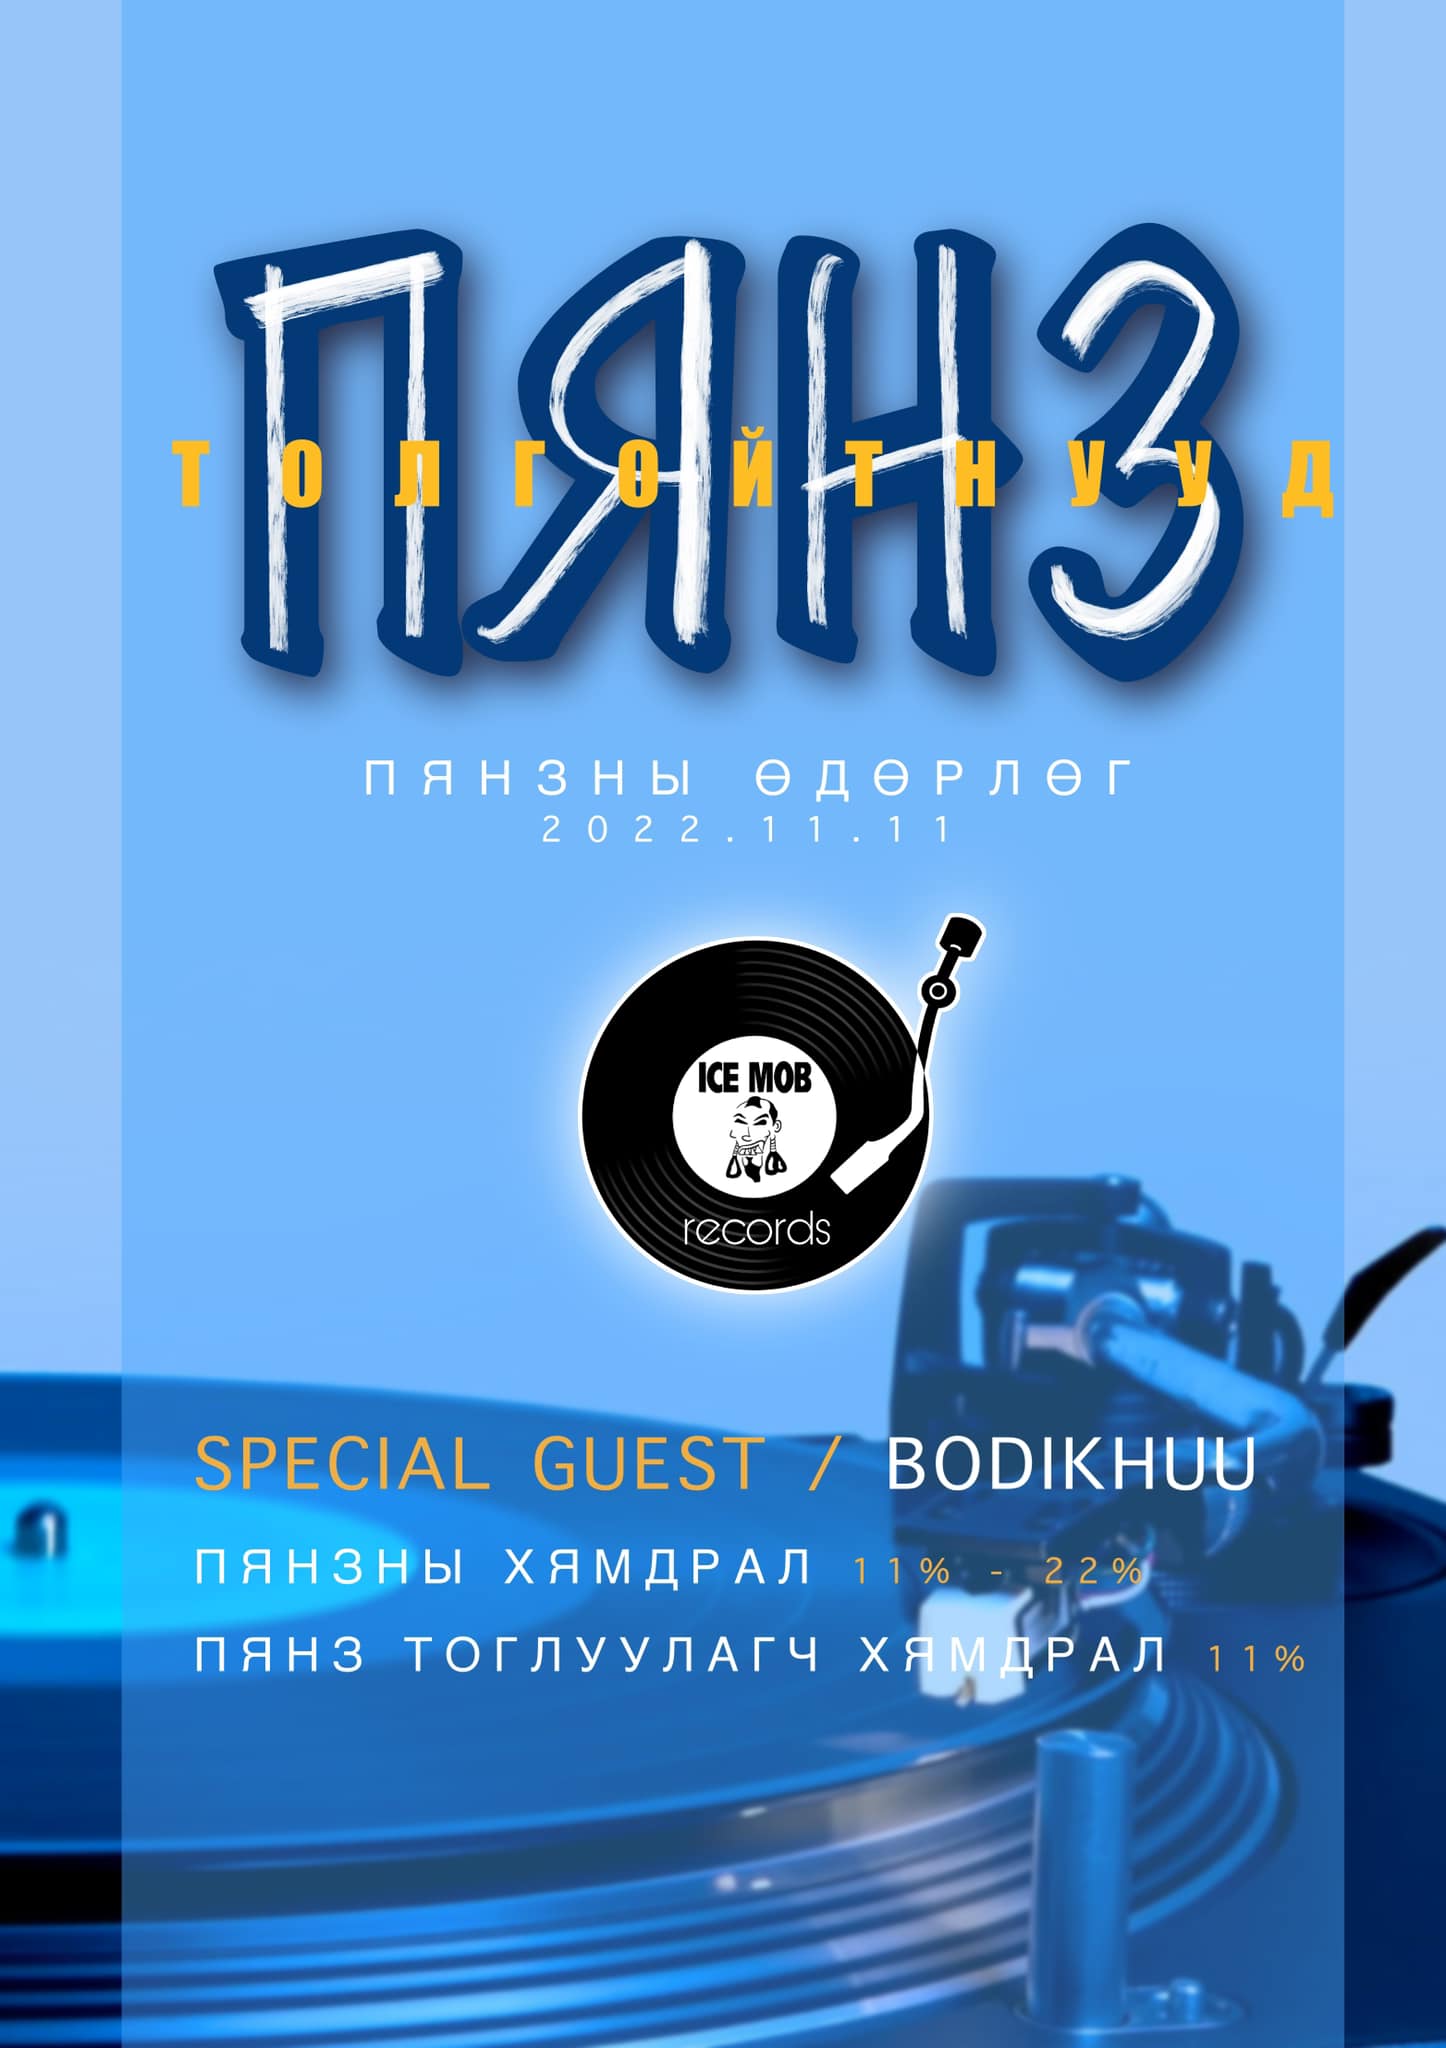 ПЯНЗ
ТОЛГОЙТНУУД
ПЯНЗНЫ ӨДӨРЛӨГ
2022.11.11
ICE MOB
records
SPECIAL GUEST / BODIKHUU
ПЯНЗНЫ ХЯМДРАЛ 11% - 22%
ПЯНЗ ТОГЛУУЛАГЧ ХЯМДРАЛ 11%